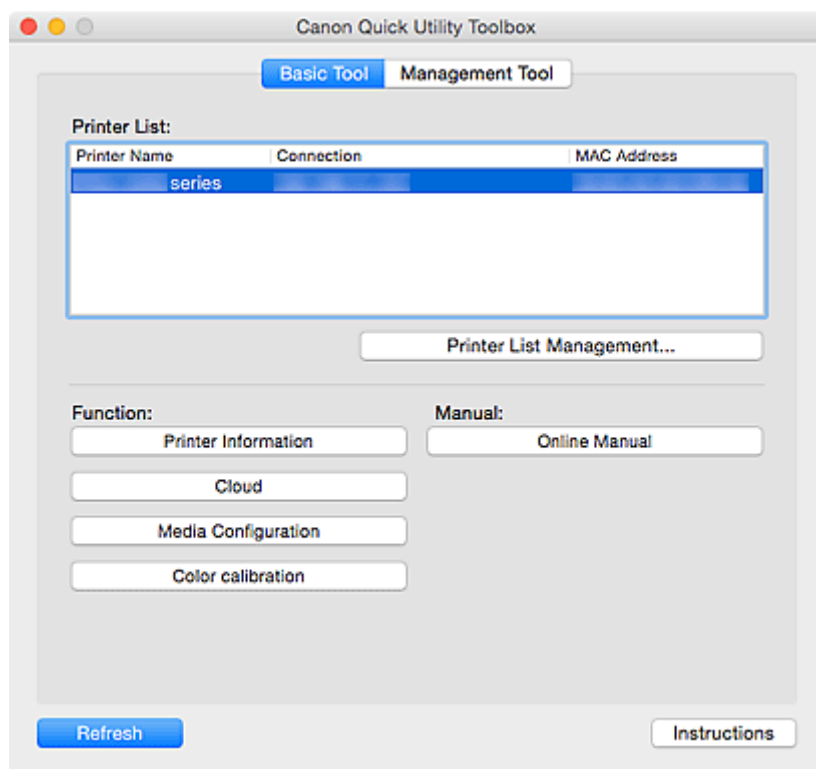 Canon Quick Utility Toolbox
Basic Tool Management Tool
Printer List:
Printer Name Connection MAC Address
series
Printer List Management...
Function: Manual:
Printer Information Online Manual
Cloud
Media Configuration
Color calibration
Refresh Instructions